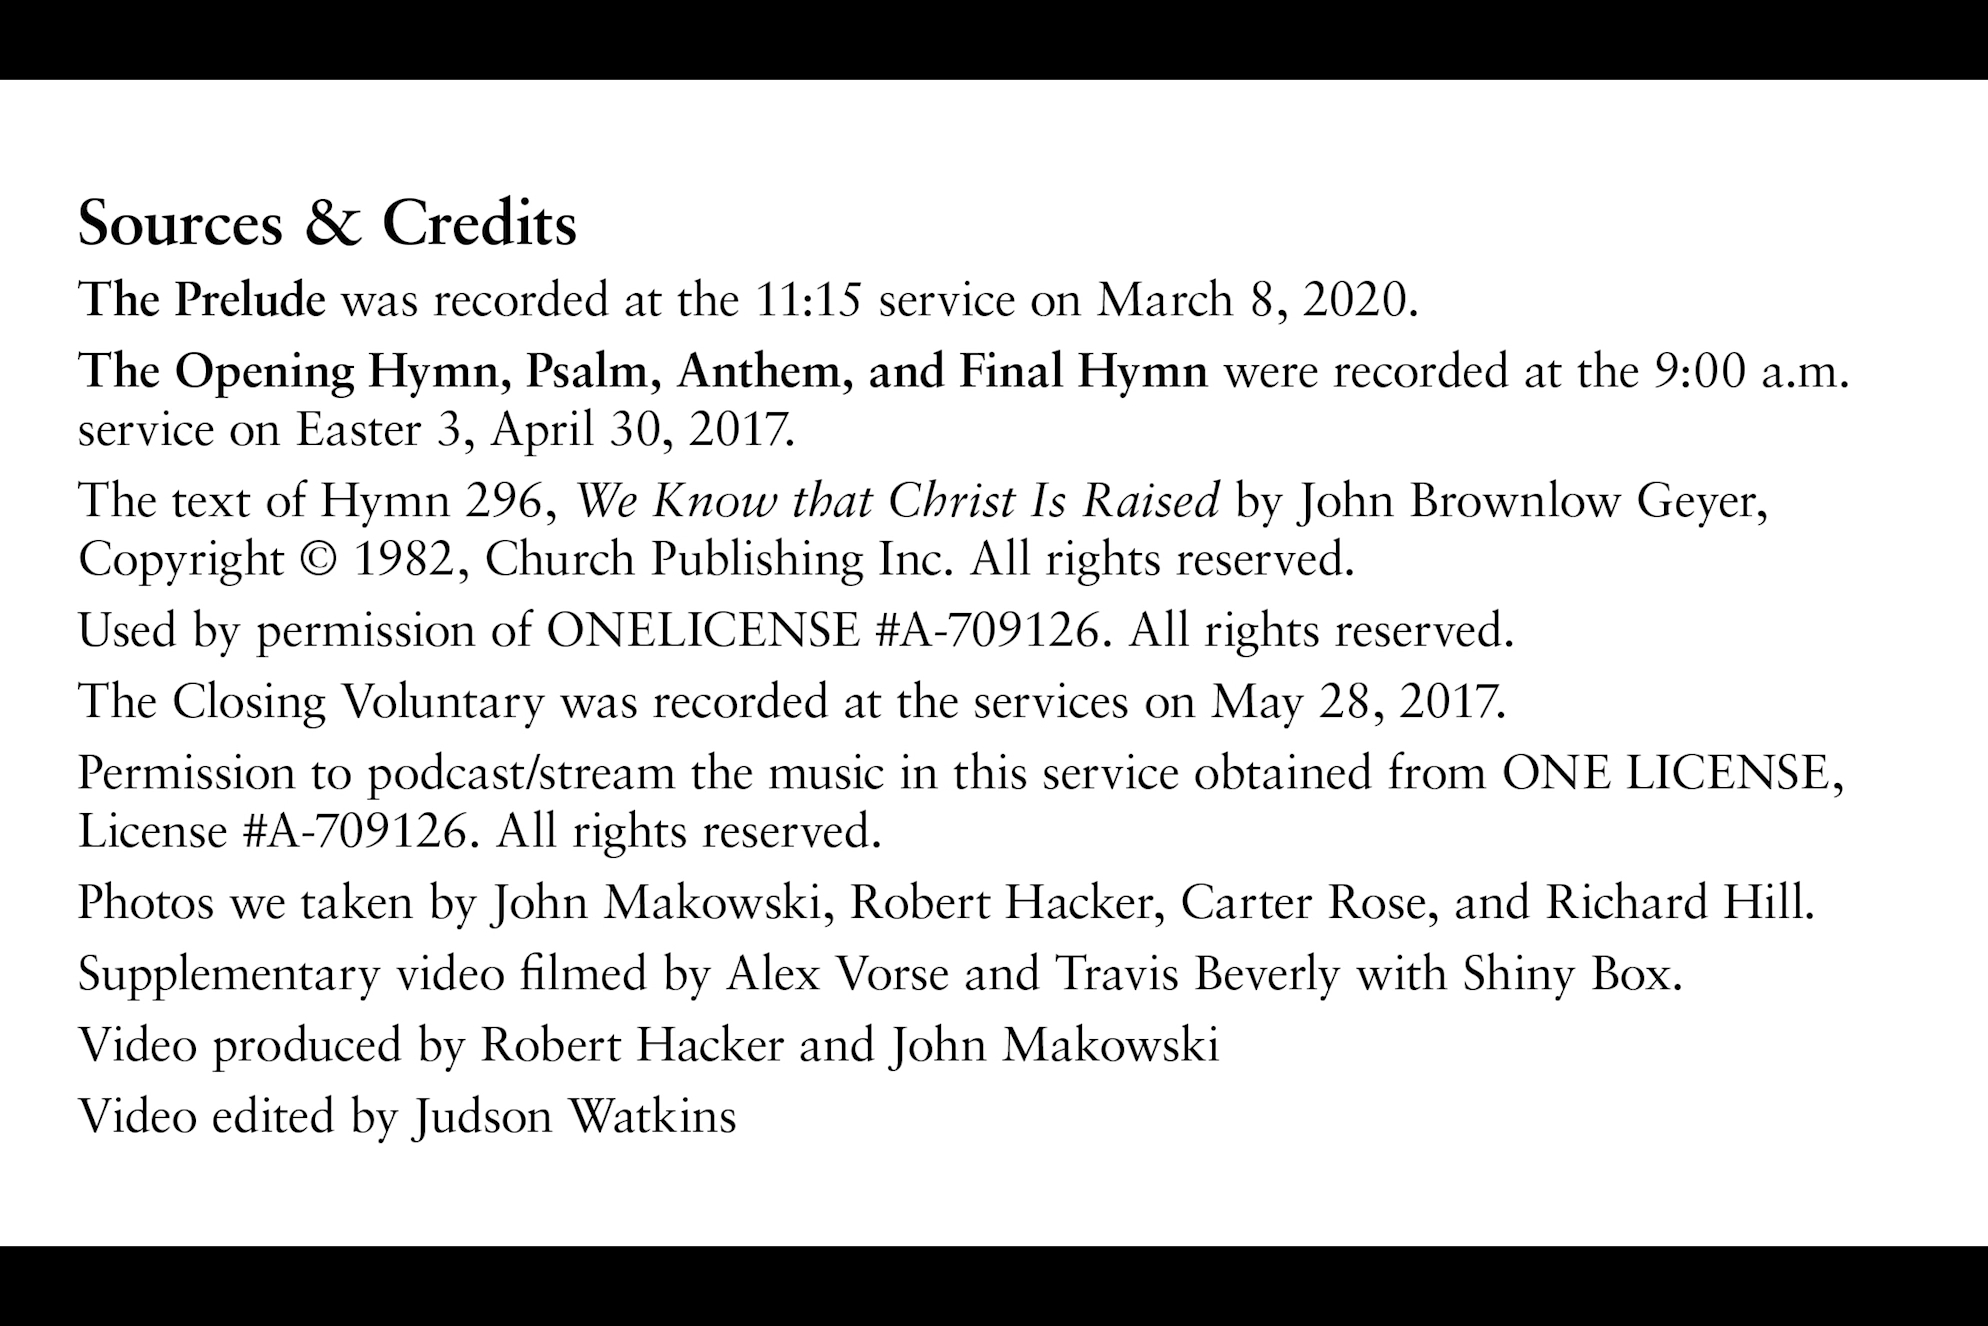 Sources & Credits
The Prelude was recorded at the 11:15 service on March 8, 2020.
The Opening Hymn, Psalm, Anthem, and Final Hymn were recorded at the 9:00 a.m.
service on Easter 3, April 30, 2017.
The text of Hymn 296, We Know that Christ Is Raised by John Brownlow Geyer,
Copyright © 1982, Church Publishing Inc. All rights reserved.
Used by permission of ONELICENSE #A-709126. All rights reserved.
The Closing Voluntary was recorded at the services on May 28, 2017.
Permission to podcast/stream the music in this service obtained from ONE LICENSE,
License #A-709126. All rights reserved.
Photos we taken by John Makowski, Robert Hacker, Carter Rose, and Richard Hill.
Supplementary video filmed by Alex Vorse and Travis Beverly with Shiny Box.
Video produced by Robert Hacker and John Makowski
Video edited by Judson Watkins